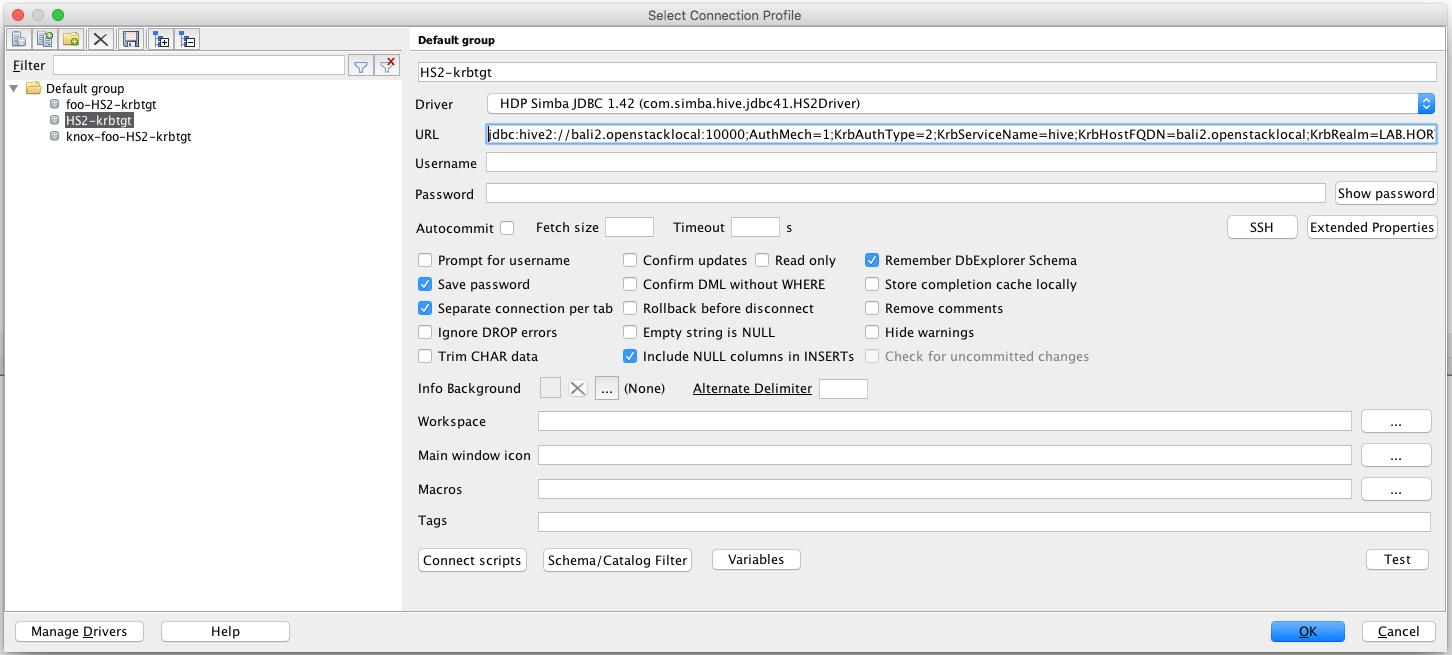 Select Connection Profile
Default group
Filter
Default group
foo-HS2-krbtgt
HS2-krbtgt
knox-foo-HS2-krbtgt
HS2-krbtgt
Driver HDP Simba JDBC 1.42 (com.simba.hive.jdbc41.HS2Driver)
URL jdbc:hive2://bali2.openstacklocal:10000;AuthMech=1;KrbAuthType=2;KrbServiceName=hive;KrbHostFQDN=bali2.openstacklocal;KrbRealm=LAB.HOR
Username
Password Show password
Autocommit Fetch size Timeout s SSH Extended Properties
Prompt for username Confirm updates Read only Remember DbExplorer Schema
Save password Confirm DML without WHERE Store completion cache locally
Separate connection per tab Rollback before disconnect Remove comments
Ignore DROP errors Empty string is NULL Hide warnings
Trim CHAR data Include NULL columns in INSERTs Check for uncommitted changes
Info Background ... (None) Alternate Delimiter
Workspace ...
Main window icon ...
Macros ...
Tags
Connect scripts Schema/Catalog Filter Variables Test
Manage Drivers Help OK Cancel